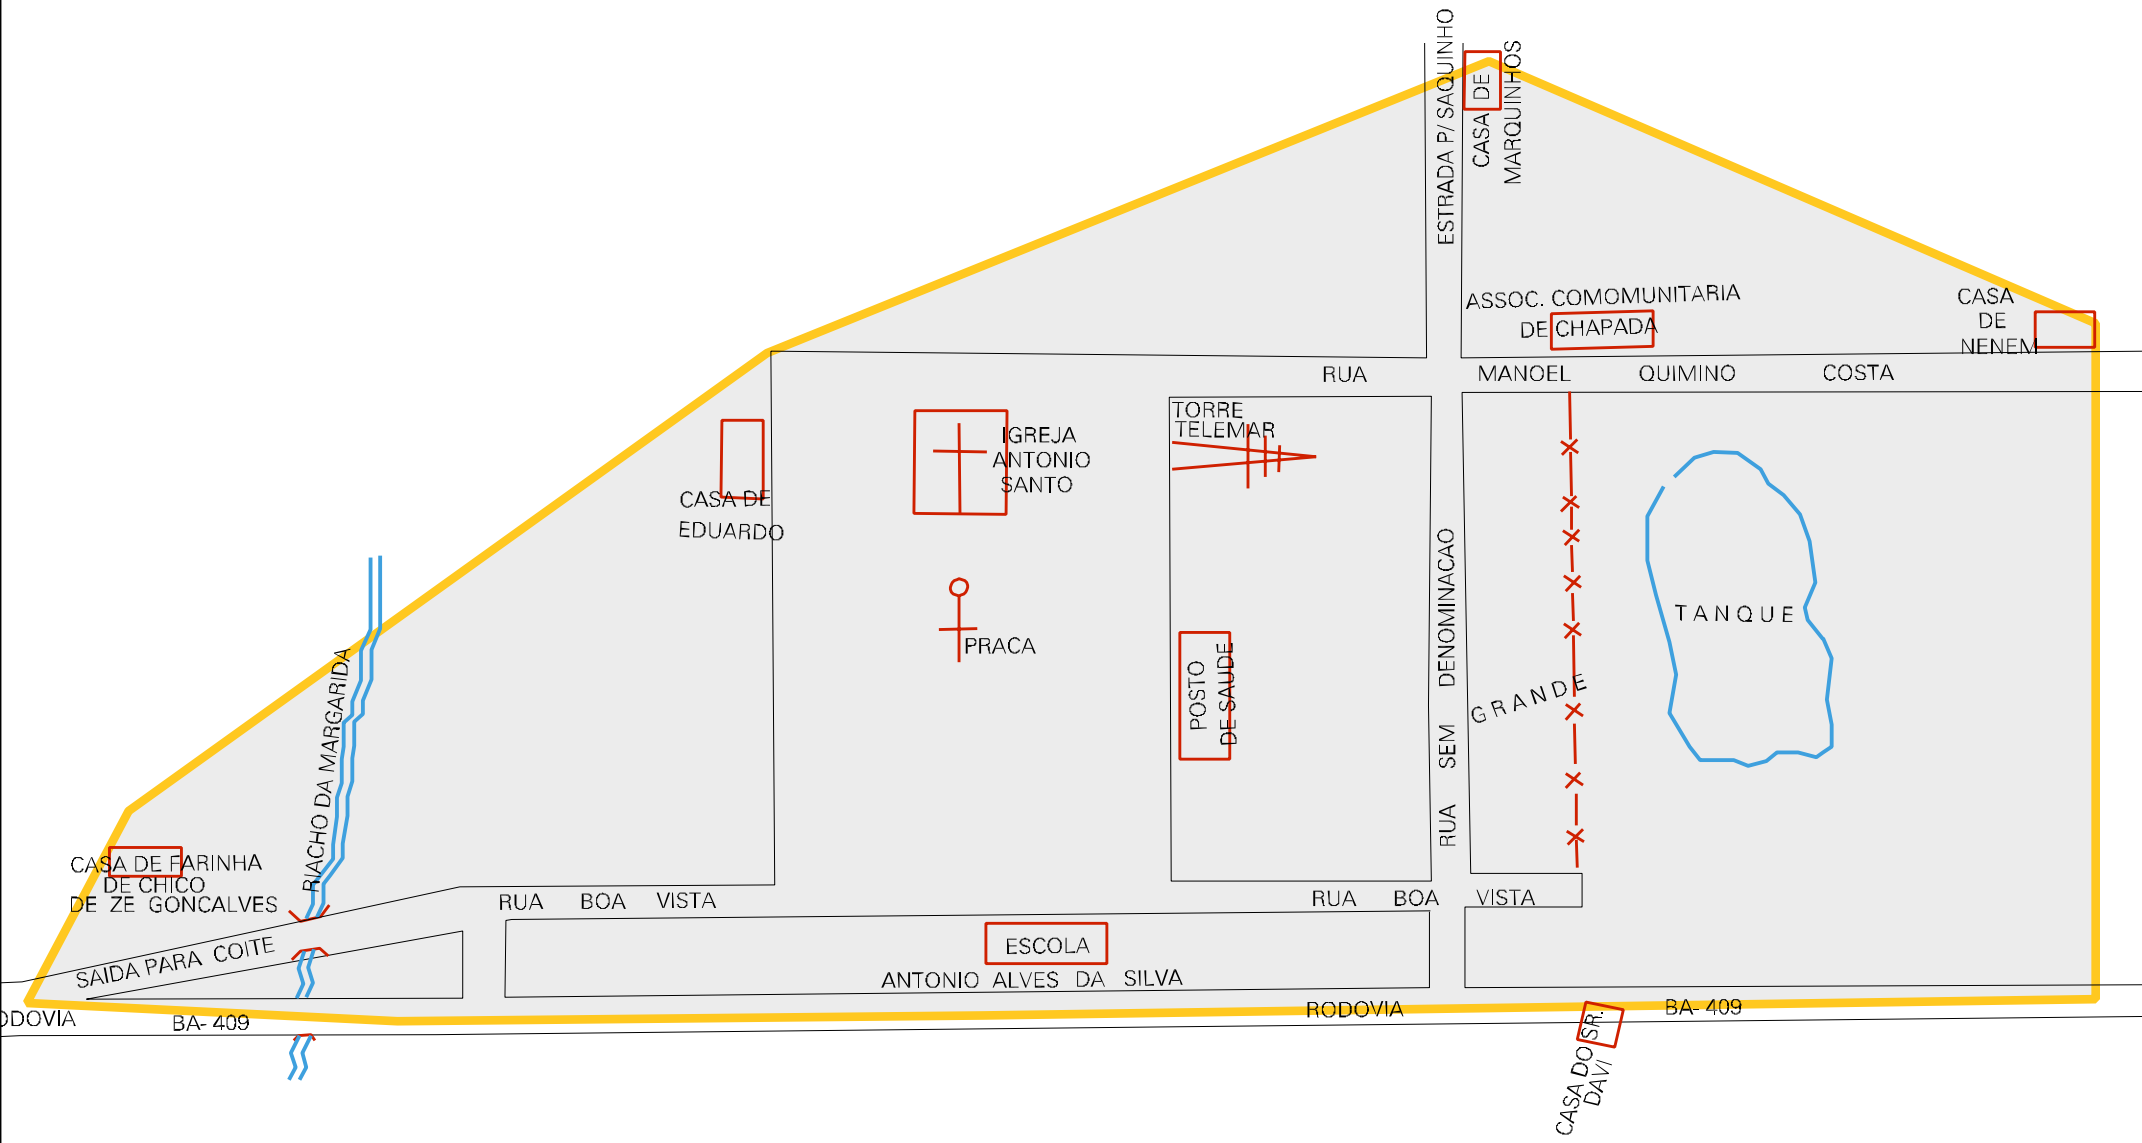 ESTRADA P/ SAQUINHO
CASA DE
MARQUINHOS
ASSOC. COMOMUNITARIA
DE CHAPADA
CASA
DE
NENEM
RUA MANOEL QUIMINO COSTA
TORRE
TELEMAR
IGREJA
ANTONIO
SANTO
CASA DE
EDUARDO
PRACA
TANQUE
GRANDE
POSTO
DE SAUDE
RUA SEM DENOMINACAO
RIACHO DA MARGARIDA
CASA DE FARINHA
DE CHICO
DE ZE GONCALVES
RUA BOA VISTA
RUA BOA VISTA
SAIDA PARA COITE
ESCOLA
ANTONIO ALVES DA SILVA
ODOVIA BA-409
RODOVIA BA-409
CASA DO SR.
DAVI